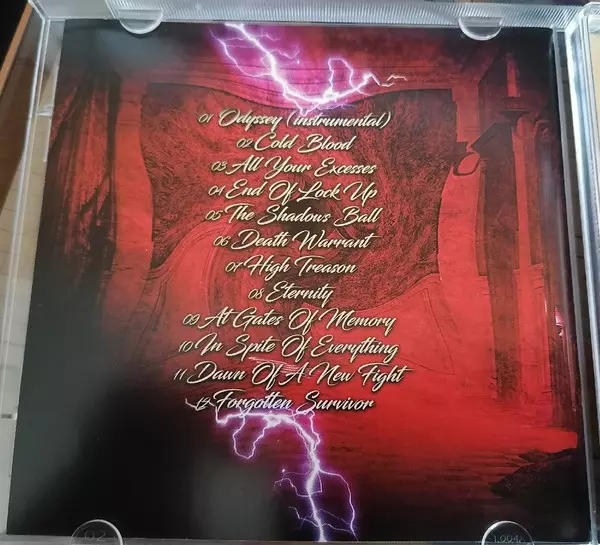 01 Odyssey (Instrumental)
02 Cold Blood
03 All Your Excesses
04 End Of Lock Up
05 The Shadows Ball
06 Death Warrant
07 High Treason
08 Eternity
09 At Gates Of Memory
10 In Spite Of Everything
11 Dawn Of A New Fight
12 Forgotten Survivor
02